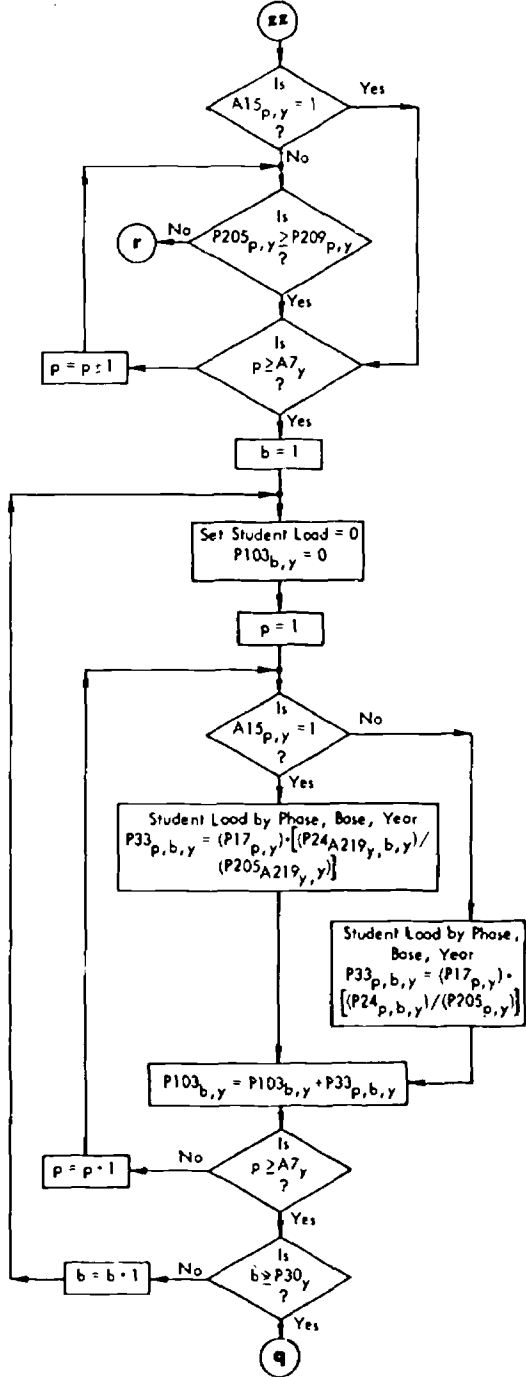 zz
Is
A15p,y = 1
?
Yes
No
Is
P205p,y ≥ P209p,y
?
No
r
Yes
Is
p ≥ A7y
?
p = p : 1
Yes
b = 1
Set Student Load = 0
P103b,y = 0
p = 1
Is
A15p,y = 1
?
No
Yes
Student Load by Phase, Base, Year
P33p,b,y = (P17p,y)·[(P24A219y,b,y)/
(P205A219y,y)]
Student Load by Phase,
Base, Year
P33p,b,y = (P17p,y)·
[(P24p,b,y)/(P205p,y)]
P103b,y = P103b,y + P33p,b,y
Is
p ≥ A7y
?
No
p = p · 1
Yes
Is
b ≥ P30y
?
No
b = b · 1
Yes
q